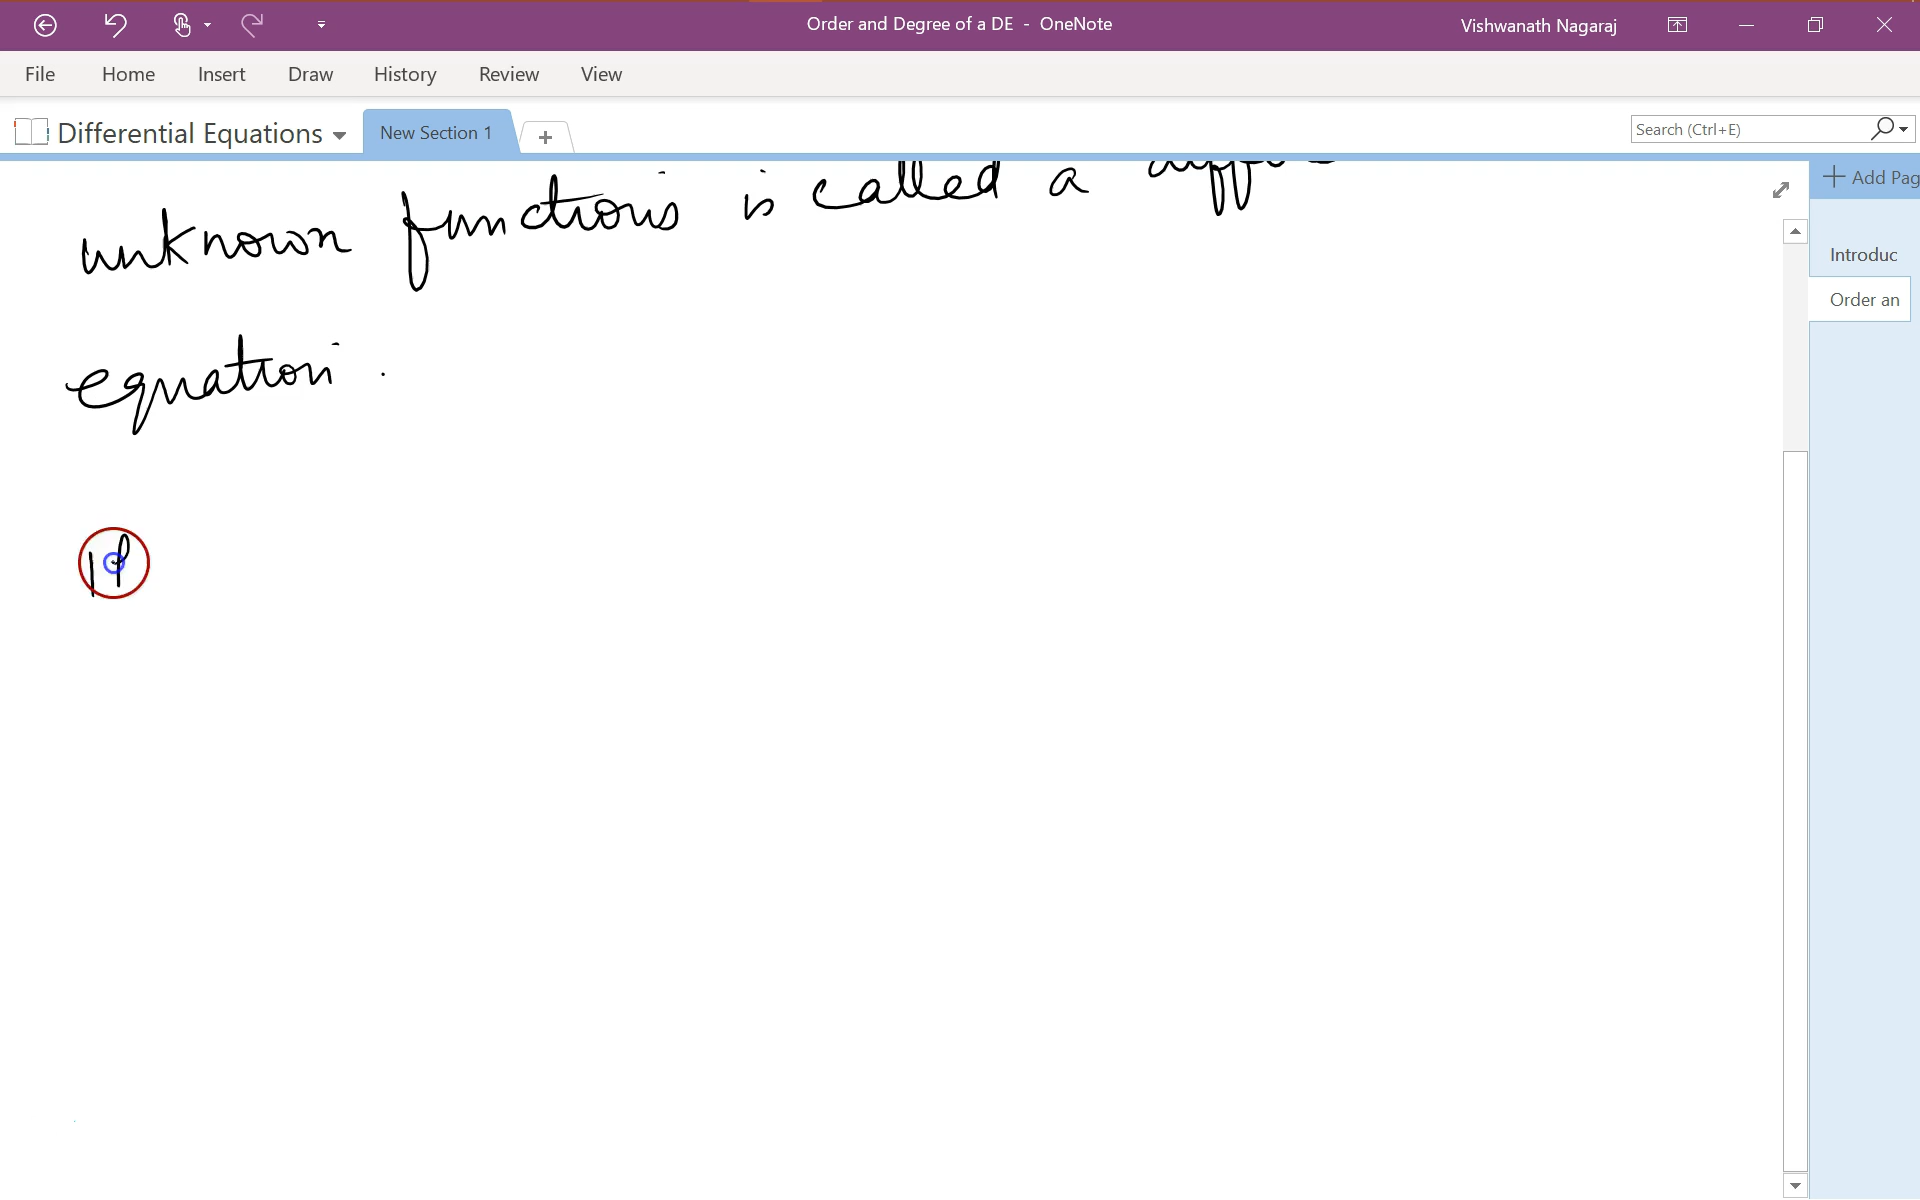 Order and Degree of a DE - OneNote
Vishwanath Nagaraj
File Home Insert Draw History Review View
Differential Equations
New Section 1
Search (Ctrl+E)
Add Pag
Introduc
Order an
unknown functions is called a
equation.
If